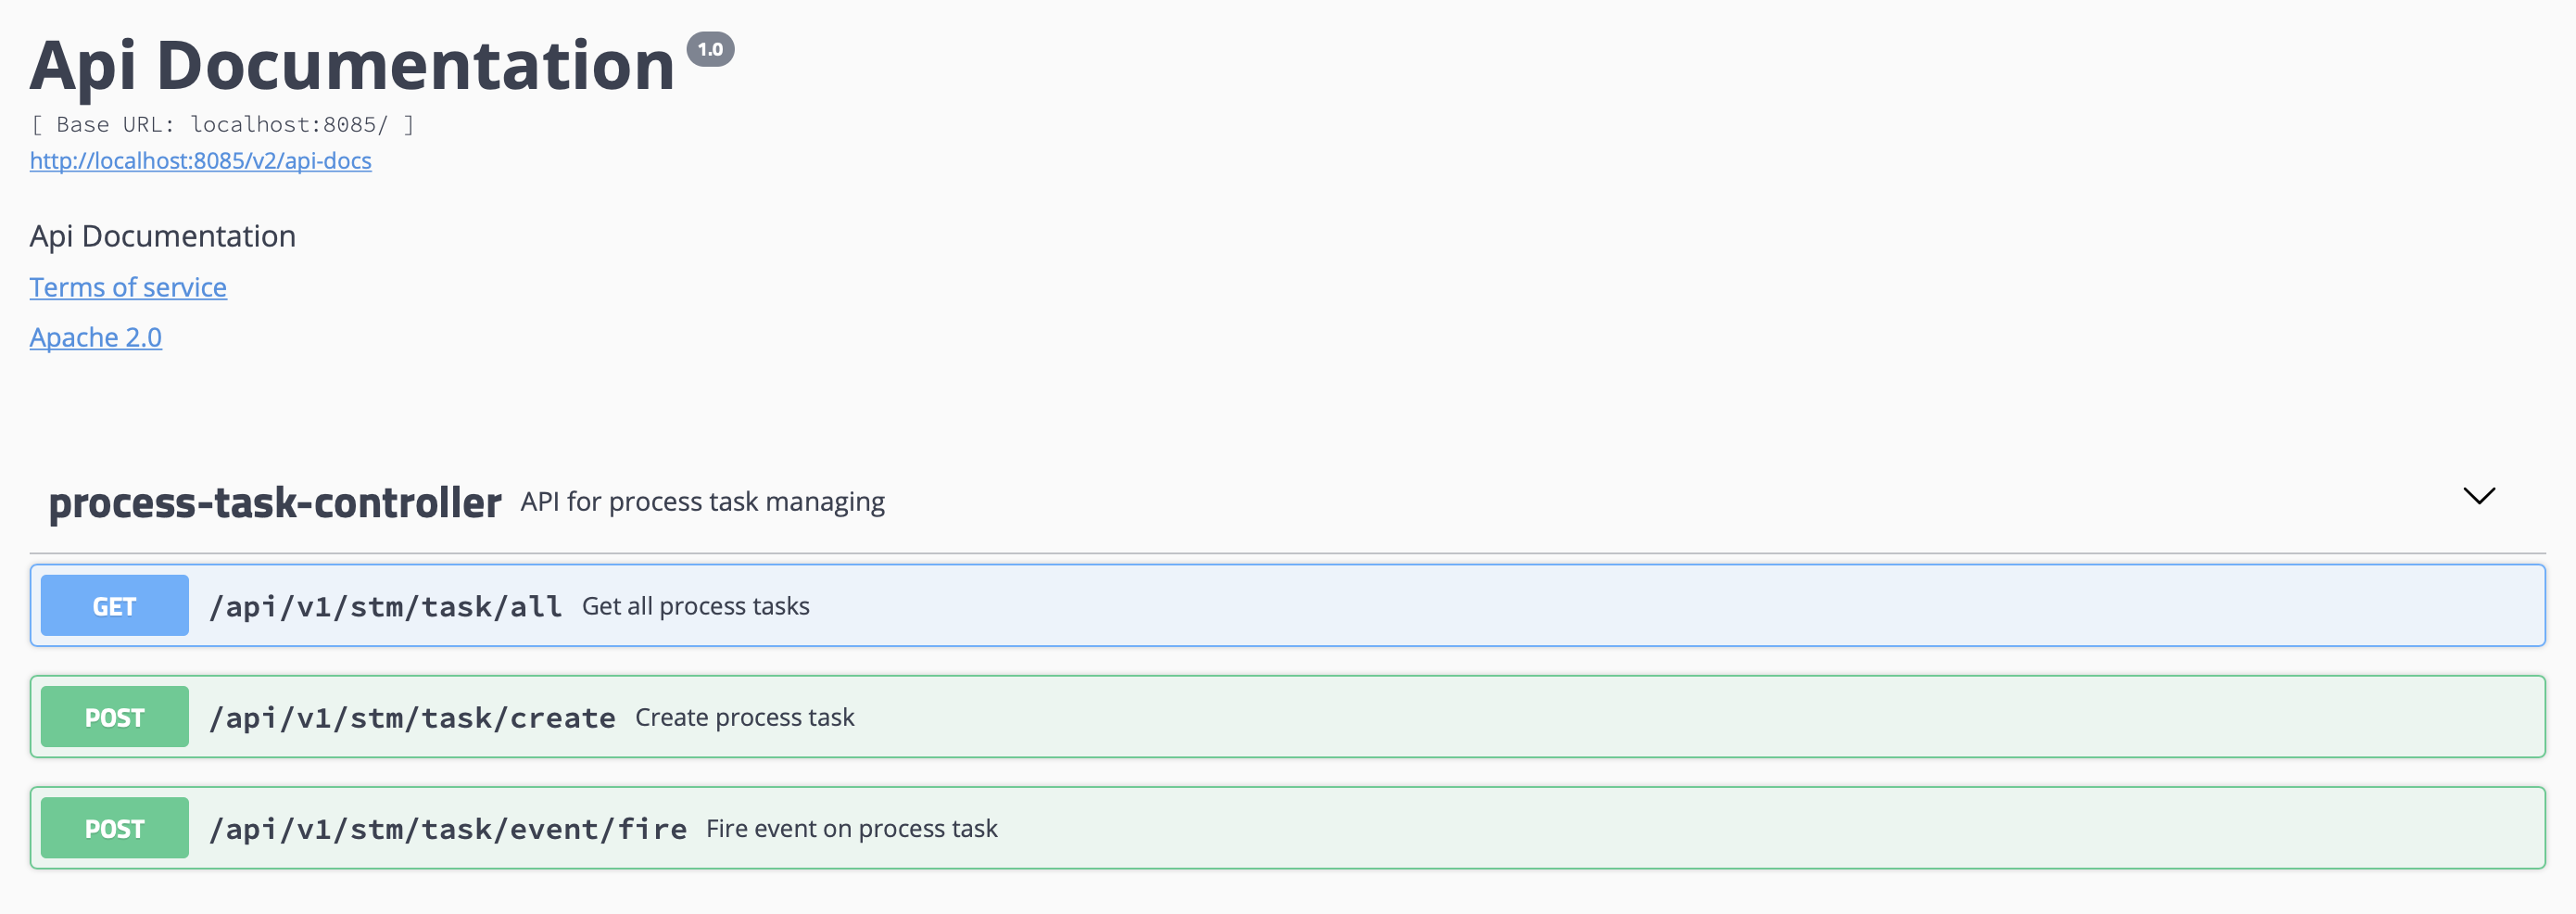 Api Documentation 1.0
[ Base URL: localhost:8085/ ]
http://localhost:8085/v2/api-docs
Api Documentation
Terms of service
Apache 2.0
process-task-controller API for process task managing
GET /api/v1/stm/task/all Get all process tasks
POST /api/v1/stm/task/create Create process task
POST /api/v1/stm/task/event/fire Fire event on process task